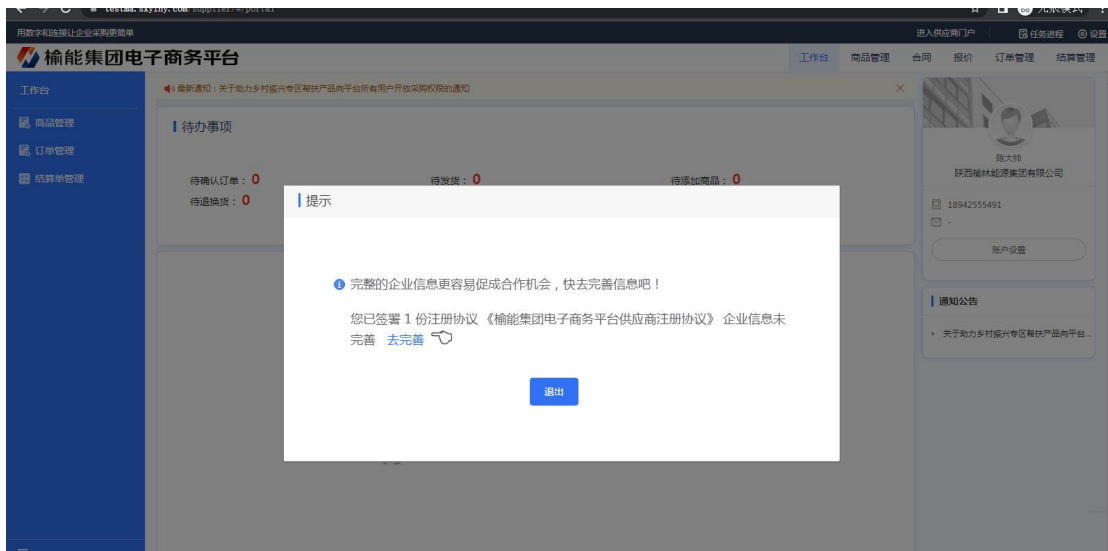 testma.sxylny.com/supplier/#/portal
用数字和连接让企业采购更简单
进入供应商门户
任务进程
设置
榆能集团电子商务平台
工作台
商品管理
合同
报价
订单管理
结算管理
工作台
商品管理
订单管理
结算单管理
最新通知：关于助力乡村振兴专区帮扶产品向平台所有用户开放采购权限的通知
待办事项
待确认订单：0
待发货：0
待添加商品：0
待退换货：0
提示
完整的企业信息更容易促成合作机会，快去完善信息吧！
您已签署 1 份注册协议 《榆能集团电子商务平台供应商注册协议》 企业信息未
完善 去完善
退出
陕西榆林能源集团有限公司
18942555491
-
账户设置
通知公告
关于助力乡村振兴专区帮扶产品向平台...